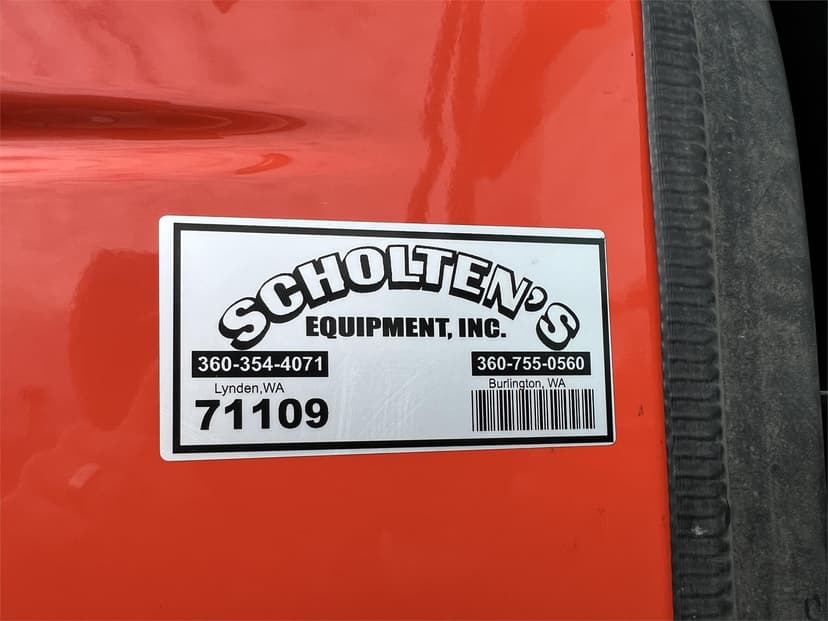 SCHOLTEN'S
EQUIPMENT, INC.
360-354-4071
Lynden,WA
71109
360-755-0560
Burlington, WA